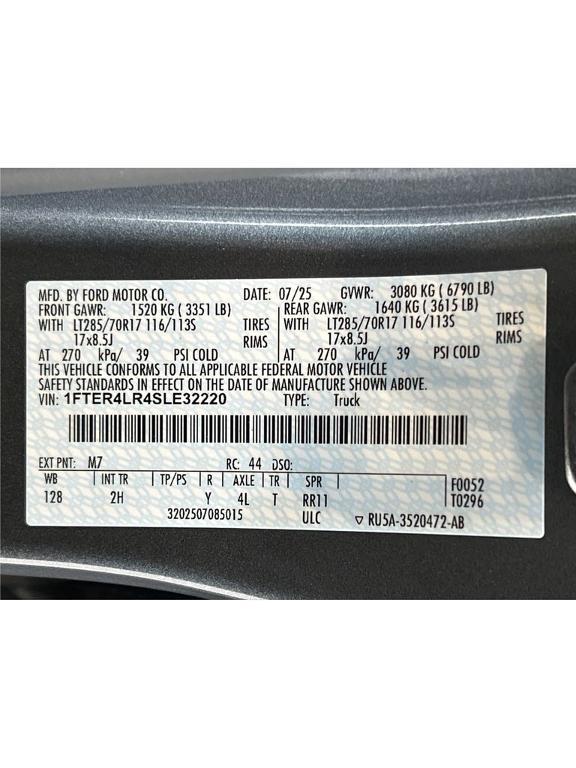 MFD. BY FORD MOTOR CO. DATE: 07/25 GVWR: 3080 KG ( 6790 LB)
FRONT GAWR: 1520 KG ( 3351 LB) REAR GAWR: 1640 KG ( 3615 LB)
WITH LT285/70R17 116/113S TIRES WITH LT285/70R17 116/113S TIRES
17x8.5J RIMS 17x8.5J RIMS
AT 270 kPa/ 39 PSI COLD AT 270 kPa/ 39 PSI COLD
THIS VEHICLE CONFORMS TO ALL APPLICABLE FEDERAL MOTOR VEHICLE
SAFETY STANDARDS IN EFFECT ON THE DATE OF MANUFACTURE SHOWN ABOVE.
VIN: 1FTER4LR4SLE32220 TYPE: Truck
EXT PNT: M7 RC: 44 DSO:
WB INT TR TP/PS R AXLE TR SPR F0052
128 2H Y 4L T RR11 T0296
3202507085015 ULC ▽ RU5A-3520472-AB